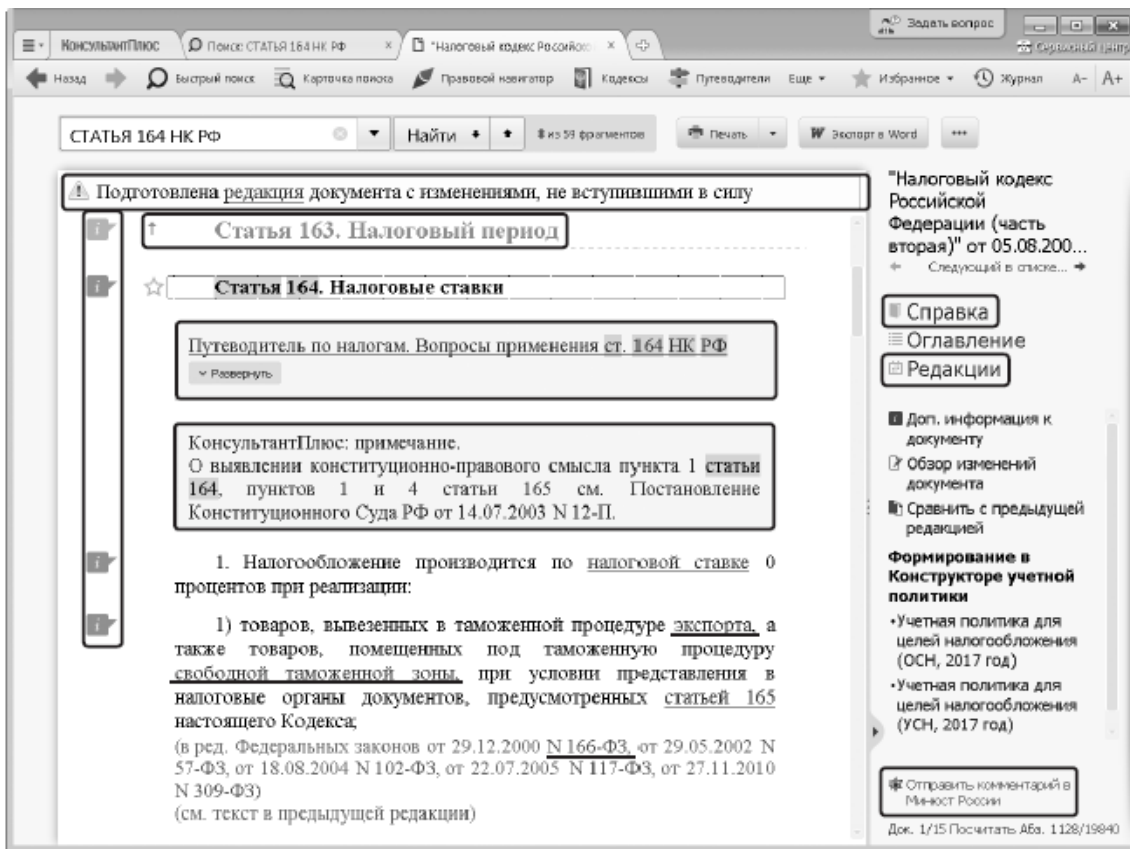 Задать вопрос
КонсультантПлюс
Поиск: СТАТЬЯ 164 НК РФ
"Налоговый кодекс Российско
Сервисный центр
Назад
Быстрый поиск
Карточка поиска
Правовой навигатор
Кодексы
Путеводители
Еще
Избранное
Журнал
A- A+
СТАТЬЯ 164 НК РФ
Найти
8 из 59 фрагментов
Печать
Экспорт в Word
Подготовлена редакция документа с изменениями, не вступившими в силу
Статья 163. Налоговый период
Статья 164. Налоговые ставки
Путеводитель по налогам. Вопросы применения ст. 164 НК РФ
Развернуть
КонсультантПлюс: примечание.
О выявлении конституционно-правового смысла пункта 1 статьи
164, пунктов 1 и 4 статьи 165 см. Постановление
Конституционного Суда РФ от 14.07.2003 N 12-П.
1. Налогообложение производится по налоговой ставке 0
процентов при реализации:
1) товаров, вывезенных в таможенной процедуре экспорта, а
также товаров, помещенных под таможенную процедуру
свободной таможенной зоны, при условии представления в
налоговые органы документов, предусмотренных статьей 165
настоящего Кодекса;
(в ред. Федеральных законов от 29.12.2000 N 166-ФЗ, от 29.05.2002 N
57-ФЗ, от 18.08.2004 N 102-ФЗ, от 22.07.2005 N 117-ФЗ, от 27.11.2010
N 309-ФЗ)
(см. текст в предыдущей редакции)
"Налоговый кодекс
Российской
Федерации (часть
вторая)" от 05.08.200...
Следующий в списке...
Справка
Оглавление
Редакции
Доп. информация к
документу
Обзор изменений
документа
Сравнить с предыдущей
редакцией
Формирование в
Конструкторе учетной
политики
•Учетная политика для
целей налогообложения
(ОСН, 2017 год)
•Учетная политика для
целей налогообложения
(УСН, 2017 год)
Отправить комментарий в
Минюст России
Док. 1/15 Посчитать Абз. 1128/19840